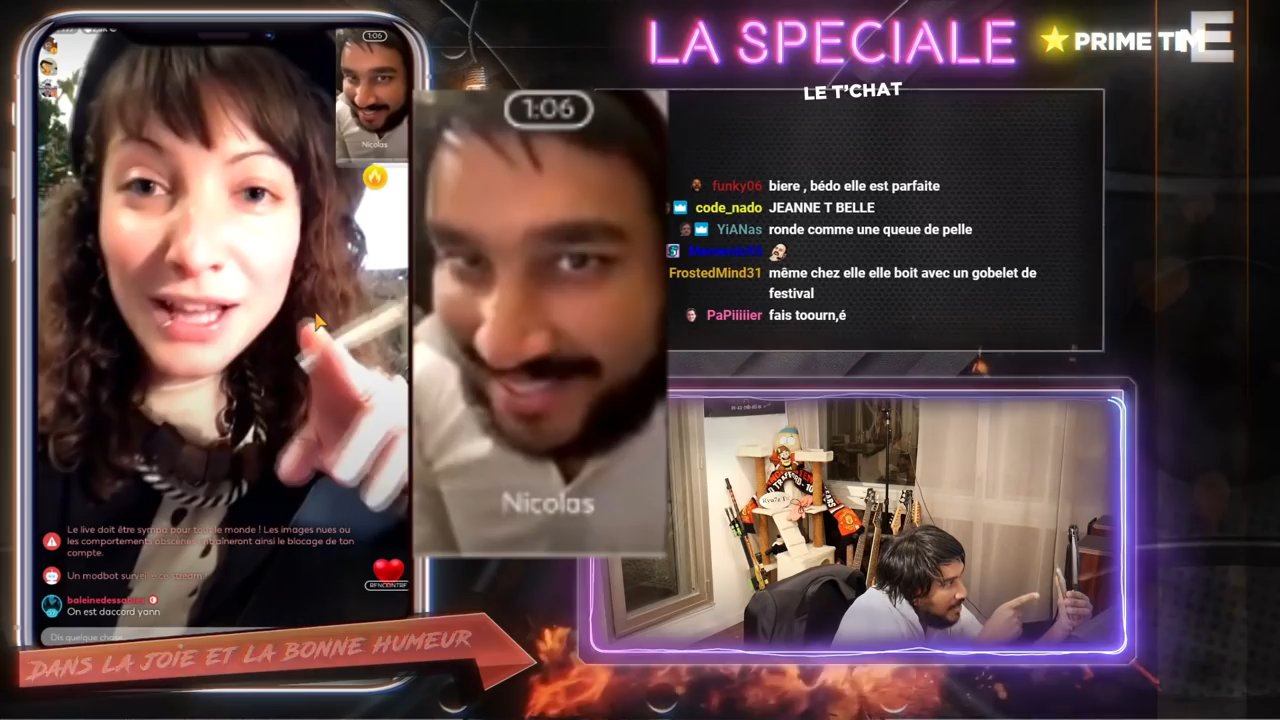 LA SPECIALE
PRIME TIME
LE T'CHAT
1:06
Nicolas
1:06
Nicolas
funky06 biere , bédo elle est parfaite
code_nado JEANNE T BELLE
YiANas ronde comme une queue de pelle
FrostedMind31 même chez elle elle boit avec un gobelet de
festival
PaPiiiiier fais toourn,é
Le live doit être sympa pour tout le monde ! Les images nues ou
les comportements obscènes entraîneront ainsi le blocage de ton
compte.
Un modbot surveille ce stream
baleinedessables
On est daccord yann
RENCONTRE
Dis quelque chose
DANS LA JOIE ET LA BONNE HUMEUR